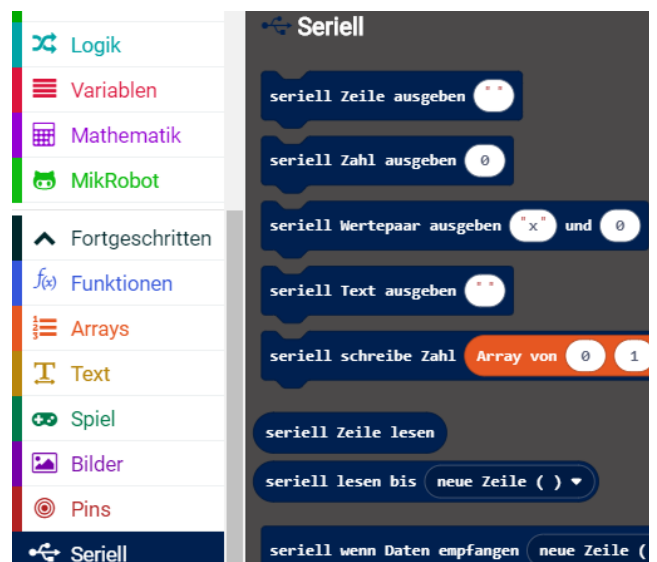 Logik
Variablen
Mathematik
MikRobot
Fortgeschritten
f(x) Funktionen
Arrays
Text
Spiel
Bilder
Pins
Seriell
Seriell
seriell Zeile ausgeben " "
seriell Zahl ausgeben 0
seriell Wertepaar ausgeben "x" und 0
seriell Text ausgeben " "
seriell schreibe Zahl Array von 0 1
seriell Zeile lesen
seriell lesen bis neue Zeile ( )
seriell wenn Daten empfangen neue Zeile (